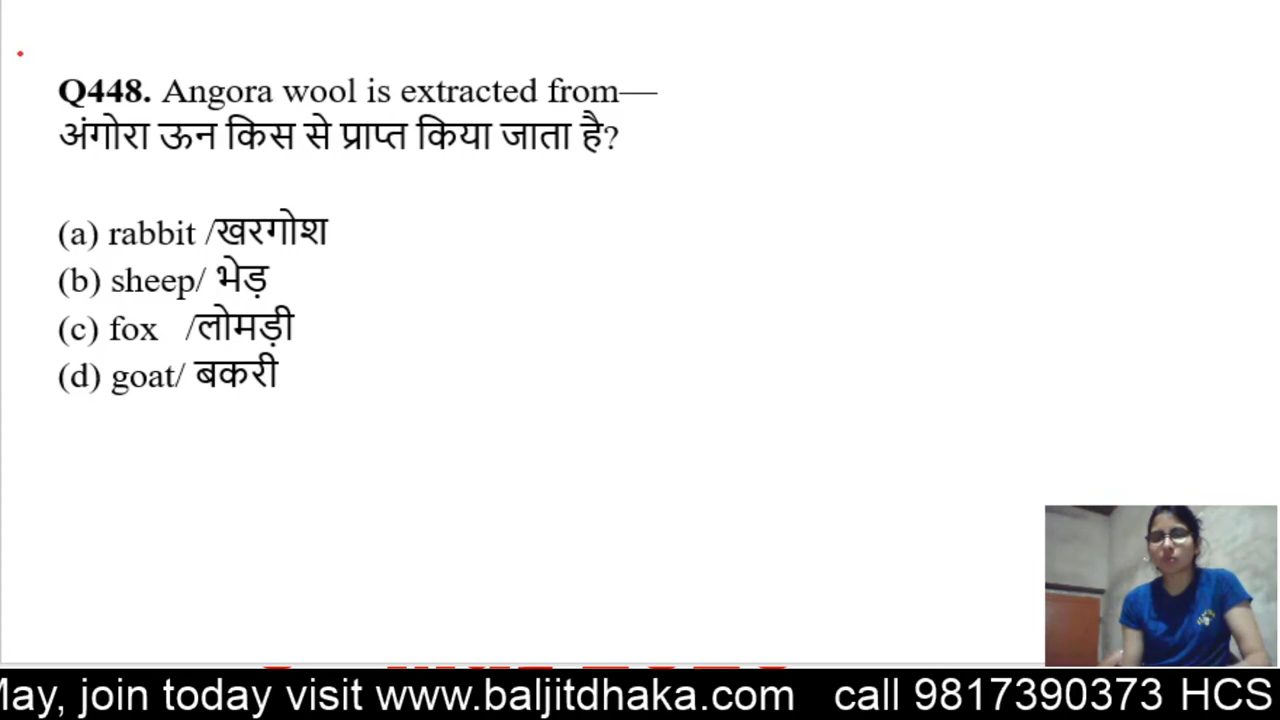 Q448. Angora wool is extracted from—
अंगोरा ऊन किस से प्राप्त किया जाता है?
(a) rabbit /खरगोश
(b) sheep/ भेड़
(c) fox /लोमड़ी
(d) goat/ बकरी
May, join today visit www.baljitdhaka.com call 9817390373 HCS